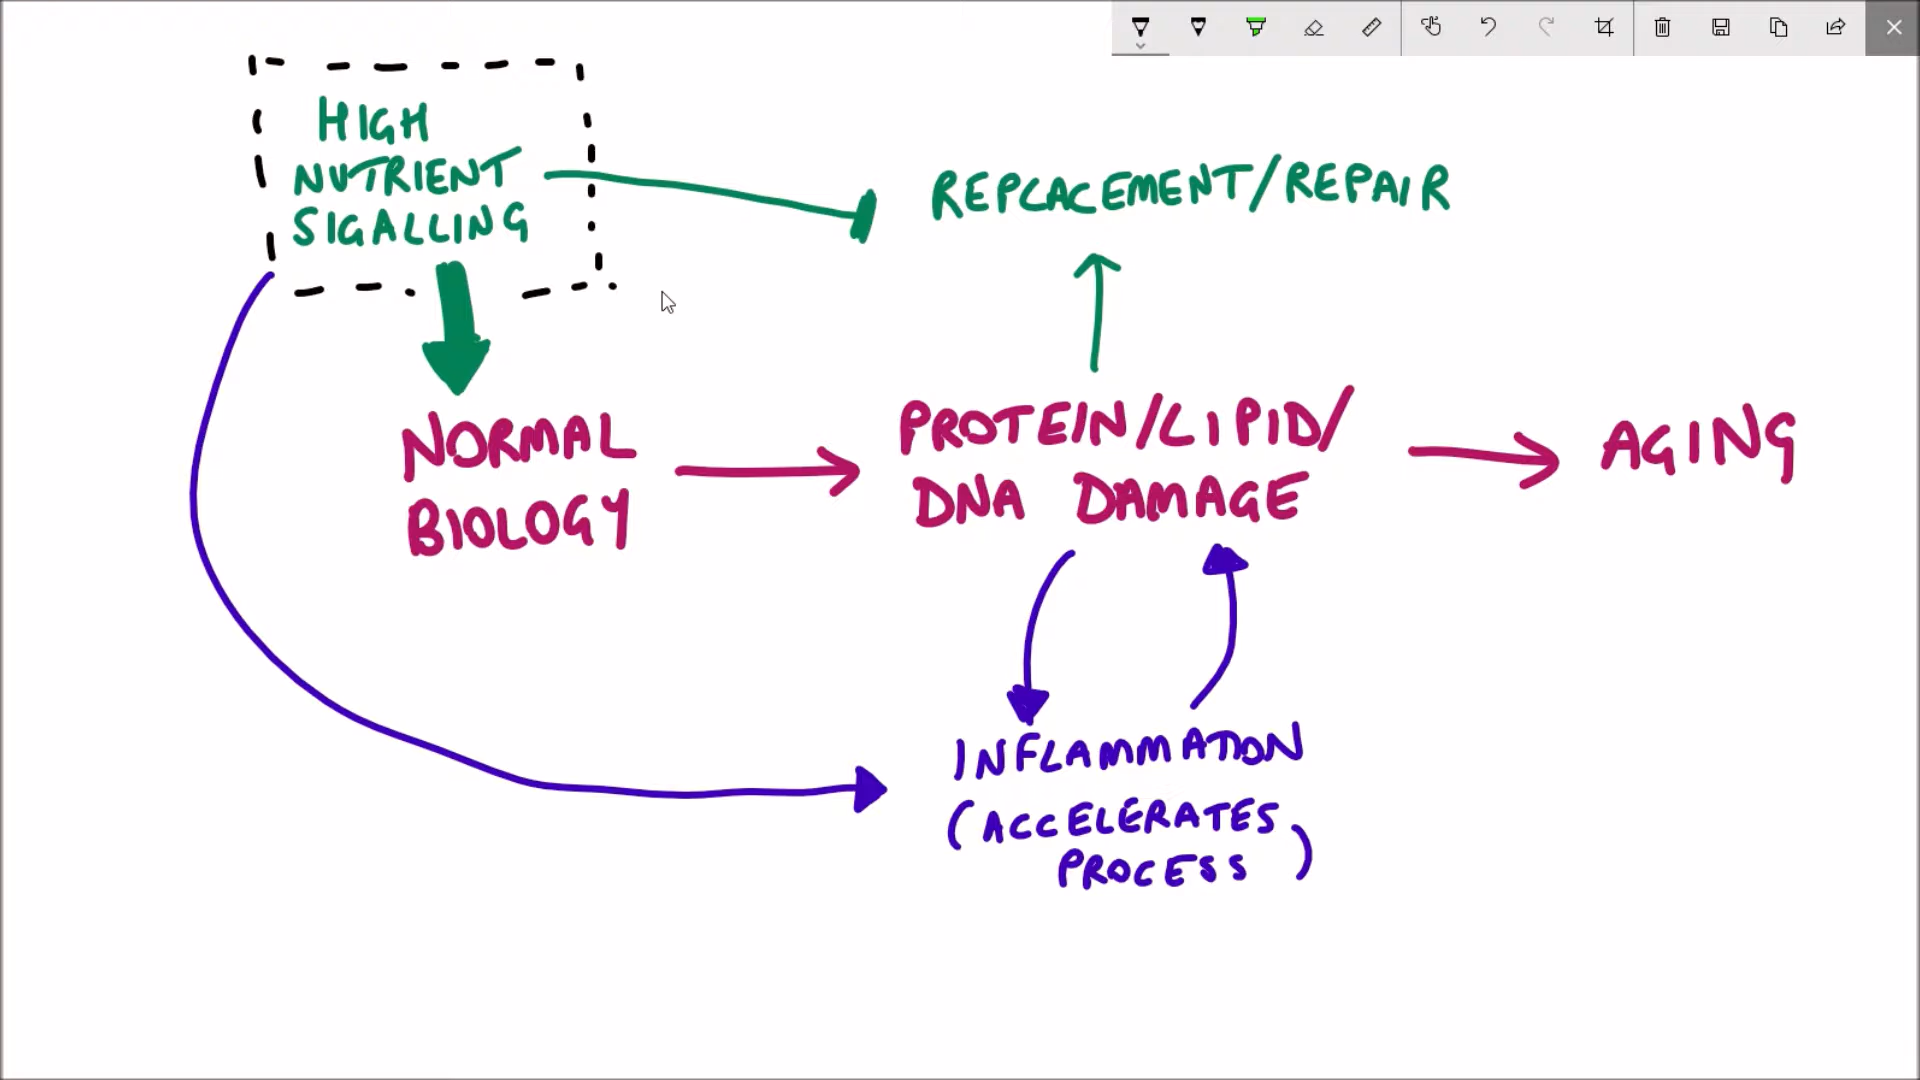 HIGH
NUTRIENT
SIGALLING
REPLACEMENT/REPAIR
NORMAL
BIOLOGY
PROTEIN/LIPID/
DNA DAMAGE
AGING
INFLAMMATION
(ACCELERATES
PROCESS)